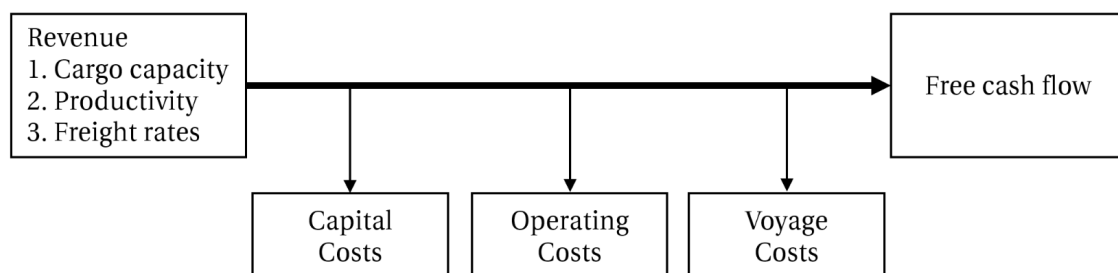 Revenue
1. Cargo capacity
2. Productivity
3. Freight rates
Free cash flow
Capital
Costs
Operating
Costs
Voyage
Costs